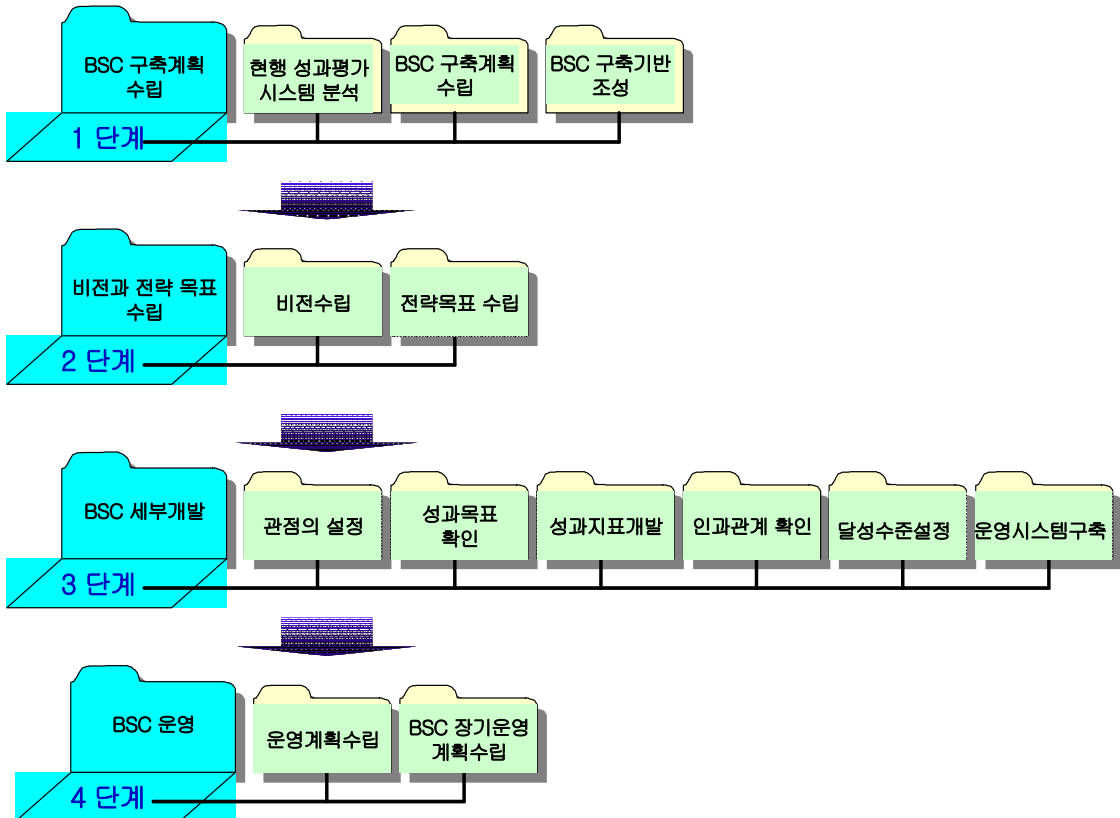 BSC 구축계획
수립
현행 성과평가
시스템 분석
BSC 구축계획
수립
BSC 구축기반
조성
1 단계
비전과 전략 목표
수립
비전수립
전략목표 수립
2 단계
BSC 세부개발
관점의 설정
성과목표
확인
성과지표개발
인과관계 확인
달성수준설정
운영시스템구축
3 단계
BSC 운영
운영계획수립
BSC 장기운영
계획수립
4 단계